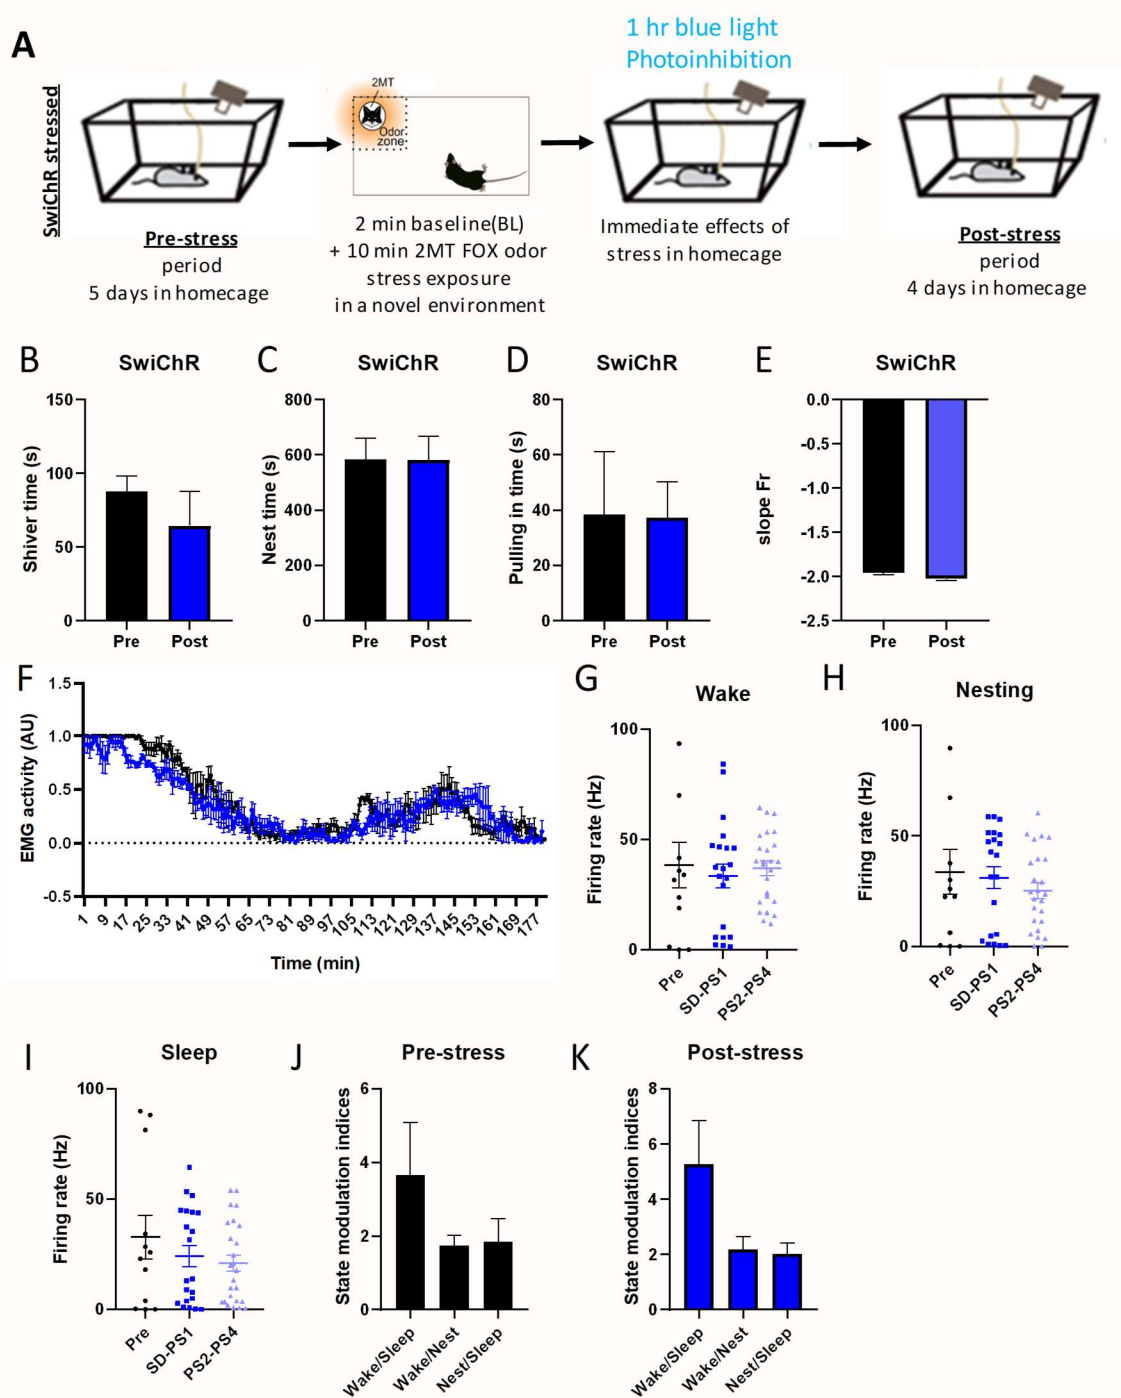 A
1 hr blue light
Photoinhibition
SwiChR stressed
2MT
Odor
zone
Pre-stress
period
5 days in homecage
2 min baseline(BL)
+ 10 min 2MT FOX odor
stress exposure
in a novel environment
Immediate effects of
stress in homecage
Post-stress
period
4 days in homecage
B
SwiChR
Shiver time (s)
150
100
50
0
Pre
Post
C
SwiChR
Nest time (s)
800
600
400
200
0
Pre
Post
D
SwiChR
Pulling in time (s)
80
60
40
20
0
Pre
Post
E
SwiChR
slope Fr
0.0
-0.5
-1.0
-1.5
-2.0
-2.5
Pre
Post
F
EMG activity (AU)
1.5
1.0
0.5
0.0
-0.5
1 9 17 25 33 41 49 57 65 73 81 89 97 105 113 121 129 137 145 153 161 169 177
Time (min)
G
Wake
Firing rate (Hz)
100
50
0
Pre
SD-PS1
PS2-PS4
H
Nesting
Firing rate (Hz)
100
50
0
Pre
SD-PS1
PS2-PS4
I
Sleep
Firing rate (Hz)
100
50
0
Pre
SD-PS1
PS2-PS4
J
Pre-stress
State modulation indices
6
4
2
0
Wake/Sleep
Wake/Nest
Nest/Sleep
K
Post-stress
State modulation indices
8
6
4
2
0
Wake/Sleep
Wake/Nest
Nest/Sleep